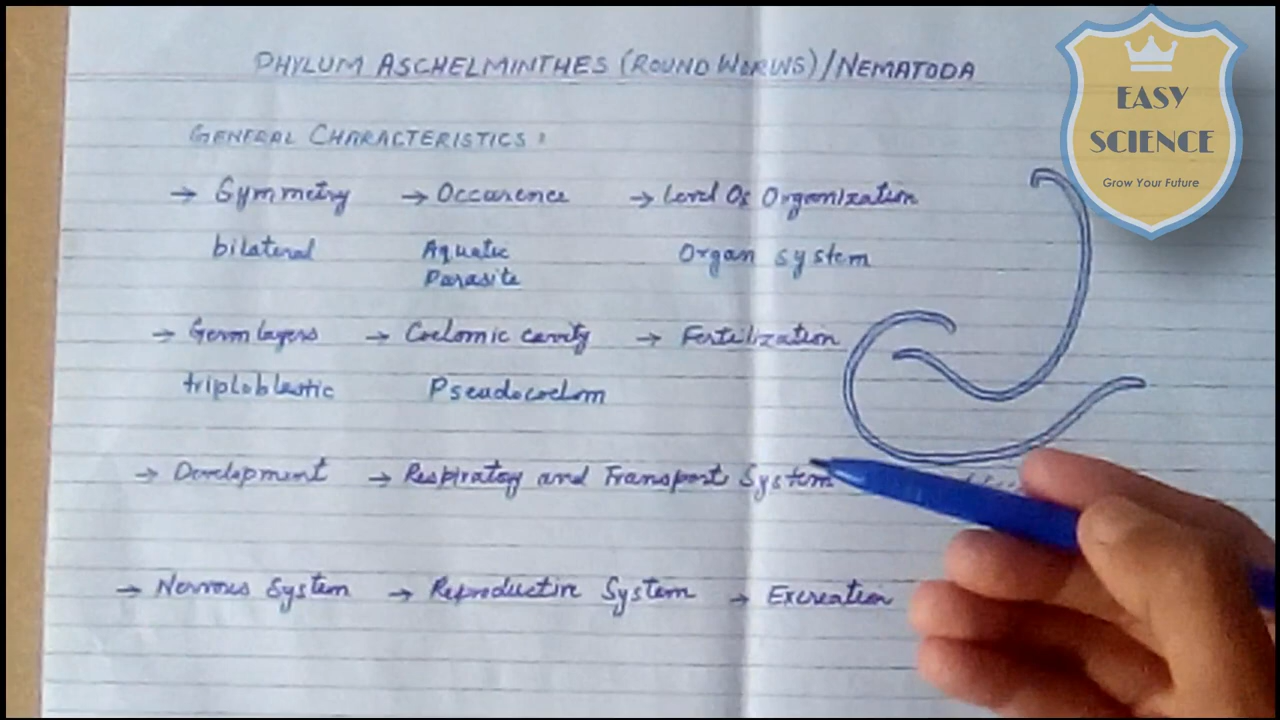 PHYLUM ASCHELMINTHES (ROUND WORMS)/NEMATODA
EASY
SCIENCE
Grow Your Future
GENERAL CHARACTERISTICS:
→ Symmetry → Occurence → Level Of Organization
bilateral Aquatic Organ system
Parasite
→ Germ layers → Coelomic cavity → Fertilization
triploblastic Pseudocoelom
→ Development → Respiratory and Transport System
→ Nervous System → Reproductive System → Excreation